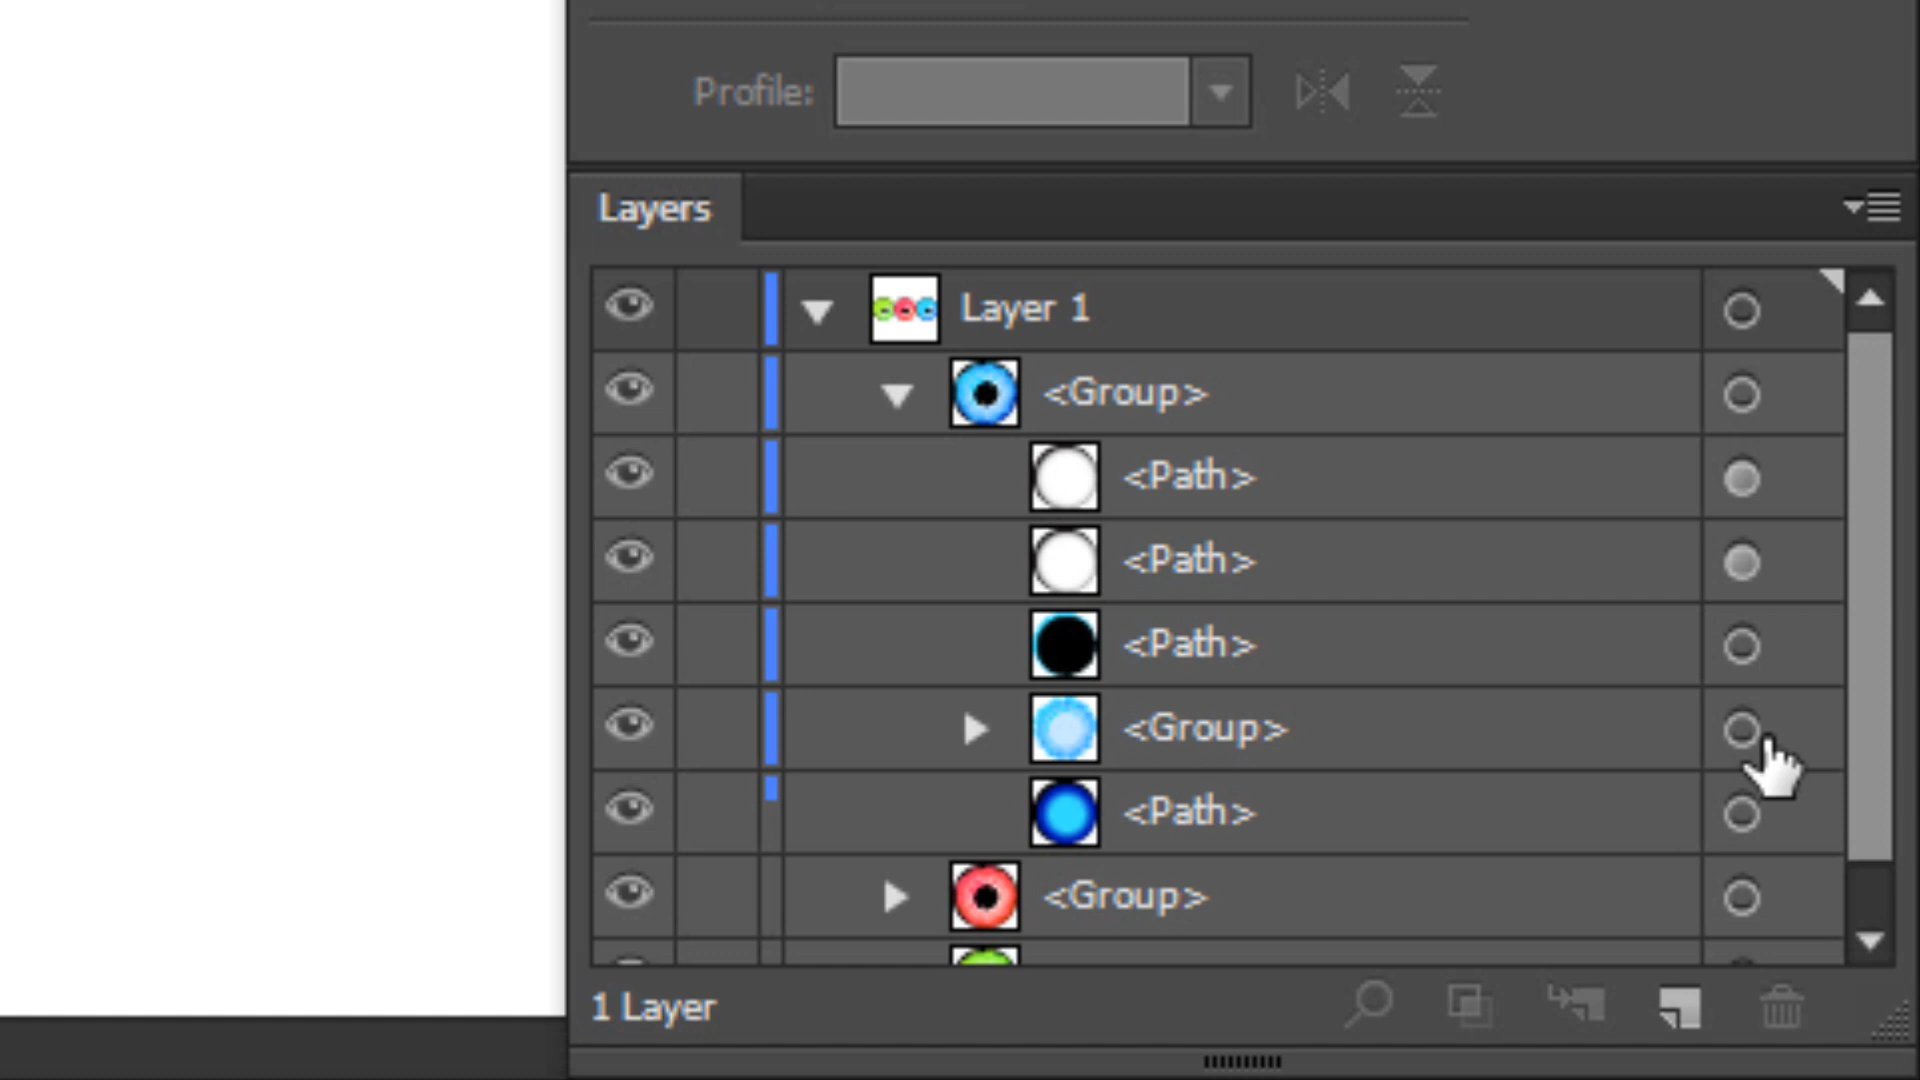 Profile:
Layers
Layer 1
<Group>
<Path>
<Path>
<Path>
<Group>
<Path>
<Group>
1 Layer